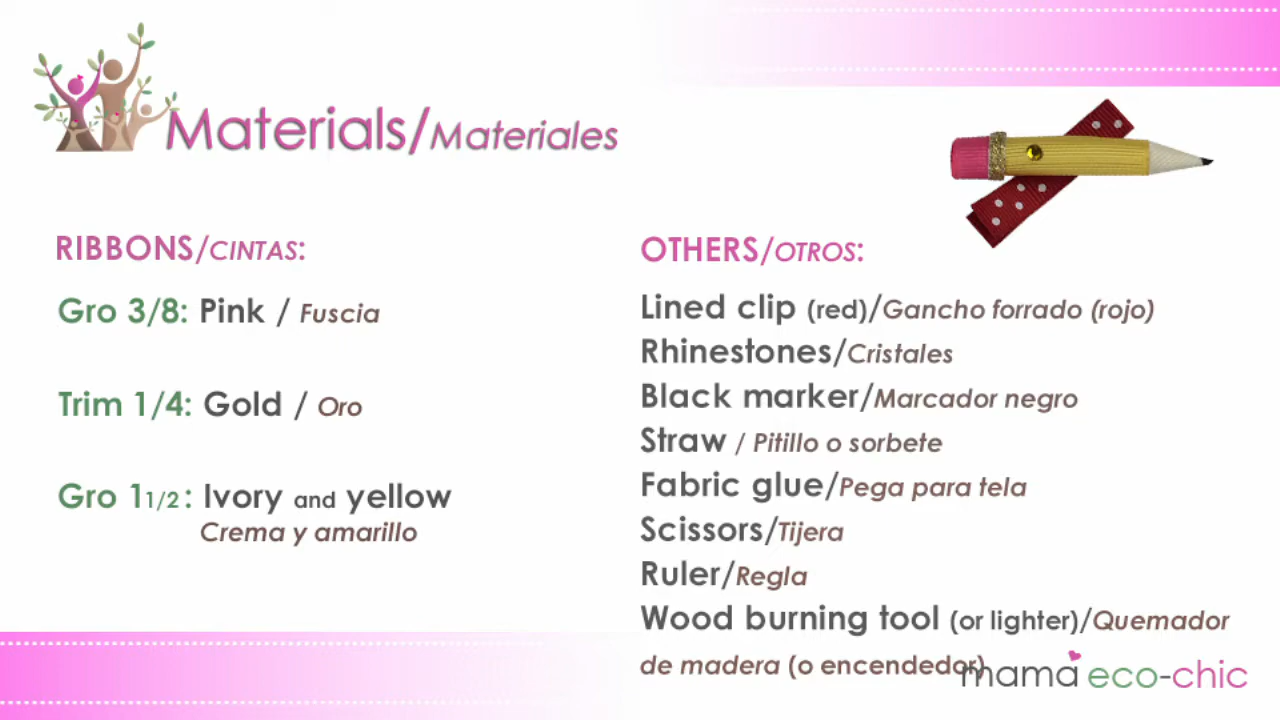 Materials/Materiales
RIBBONS/CINTAS:
Gro 3/8: Pink / Fuscia
Trim 1/4: Gold / Oro
Gro 1 1/2 : Ivory and yellow
Crema y amarillo
OTHERS/OTROS:
Lined clip (red)/Gancho forrado (rojo)
Rhinestones/Cristales
Black marker/Marcador negro
Straw / Pitillo o sorbete
Fabric glue/Pega para tela
Scissors/Tijera
Ruler/Regla
Wood burning tool (or lighter)/Quemador
de madera (o encendedor)
mama eco-chic